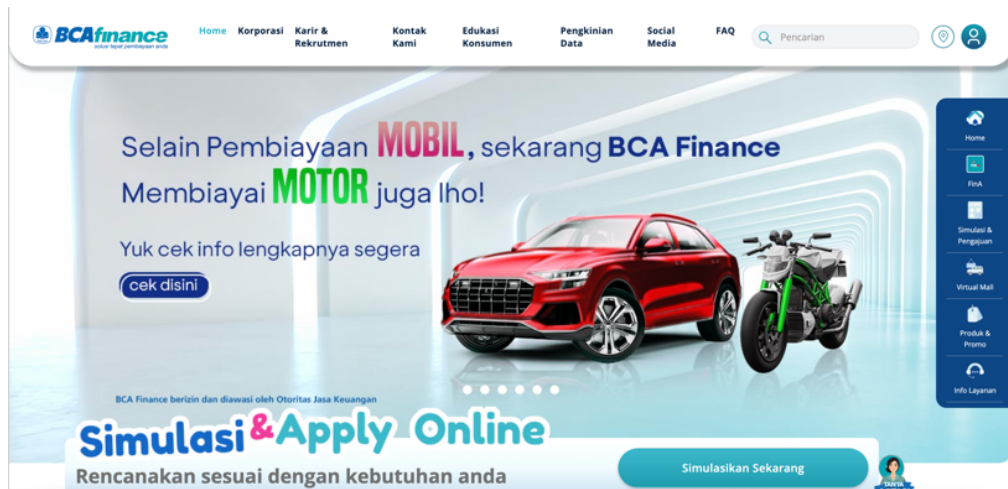 BCAfinance
solusi tepat pembiayaan anda
Home Korporasi Karir & Rekrutmen Kontak Kami Edukasi Konsumen Pengkinian Data Social Media FAQ
Pencarian
Selain Pembiayaan MOBIL, sekarang BCA Finance
Membiayai MOTOR juga lho!
Yuk cek info lengkapnya segera
cek disini
Home
FinA
Simulasi &
Pengajuan
Virtual Mall
Produk &
Promo
Info Layanan
BCA Finance berizin dan diawasi oleh Otoritas Jasa Keuangan
Simulasi & Apply Online
Rencanakan sesuai dengan kebutuhan anda
Simulasikan Sekarang
TANYA